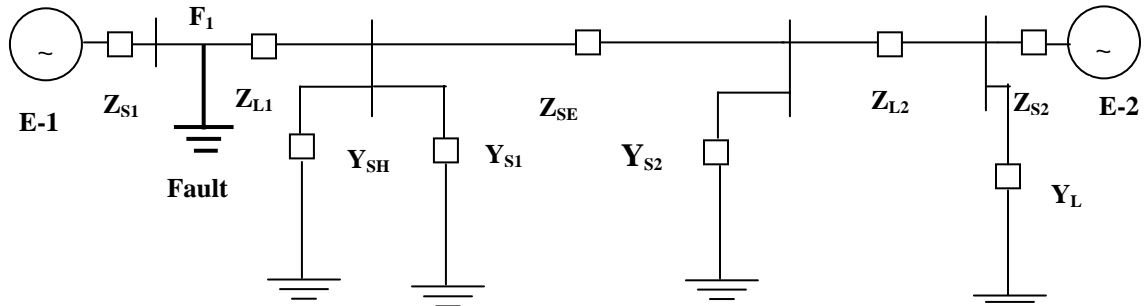 F1
~
~
ZS1
ZL1
ZSE
ZL2
ZS2
E-1
E-2
YSH
YS1
YS2
Fault
YL